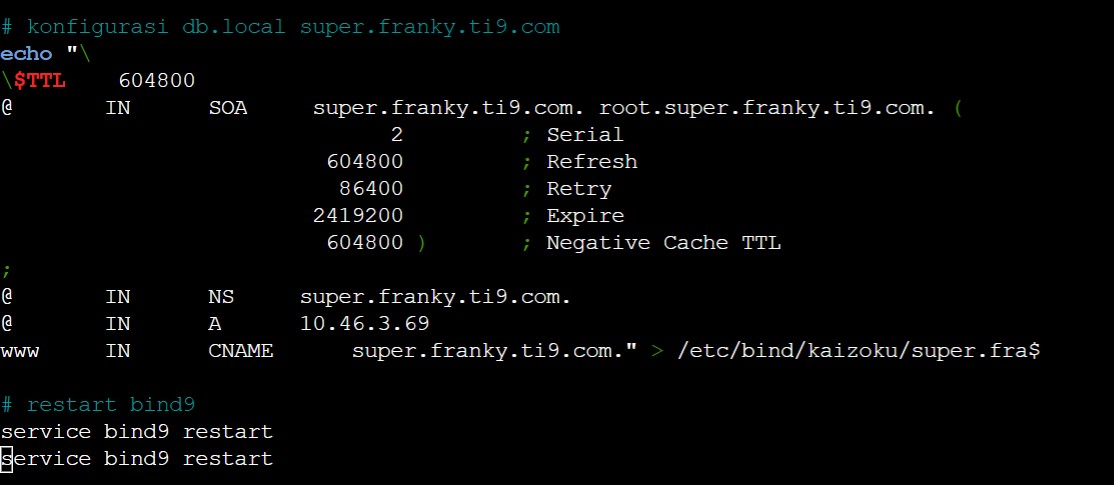 # konfigurasi db.local super.franky.ti9.com
echo "\
\$TTL    604800
@       IN      SOA     super.franky.ti9.com. root.super.franky.ti9.com. (
                              2         ; Serial
                         604800         ; Refresh
                          86400         ; Retry
                        2419200         ; Expire
                         604800 )       ; Negative Cache TTL
;
@       IN      NS      super.franky.ti9.com.
@       IN      A       10.46.3.69
www     IN      CNAME      super.franky.ti9.com." > /etc/bind/kaizoku/super.fra$
# restart bind9
service bind9 restart
service bind9 restart